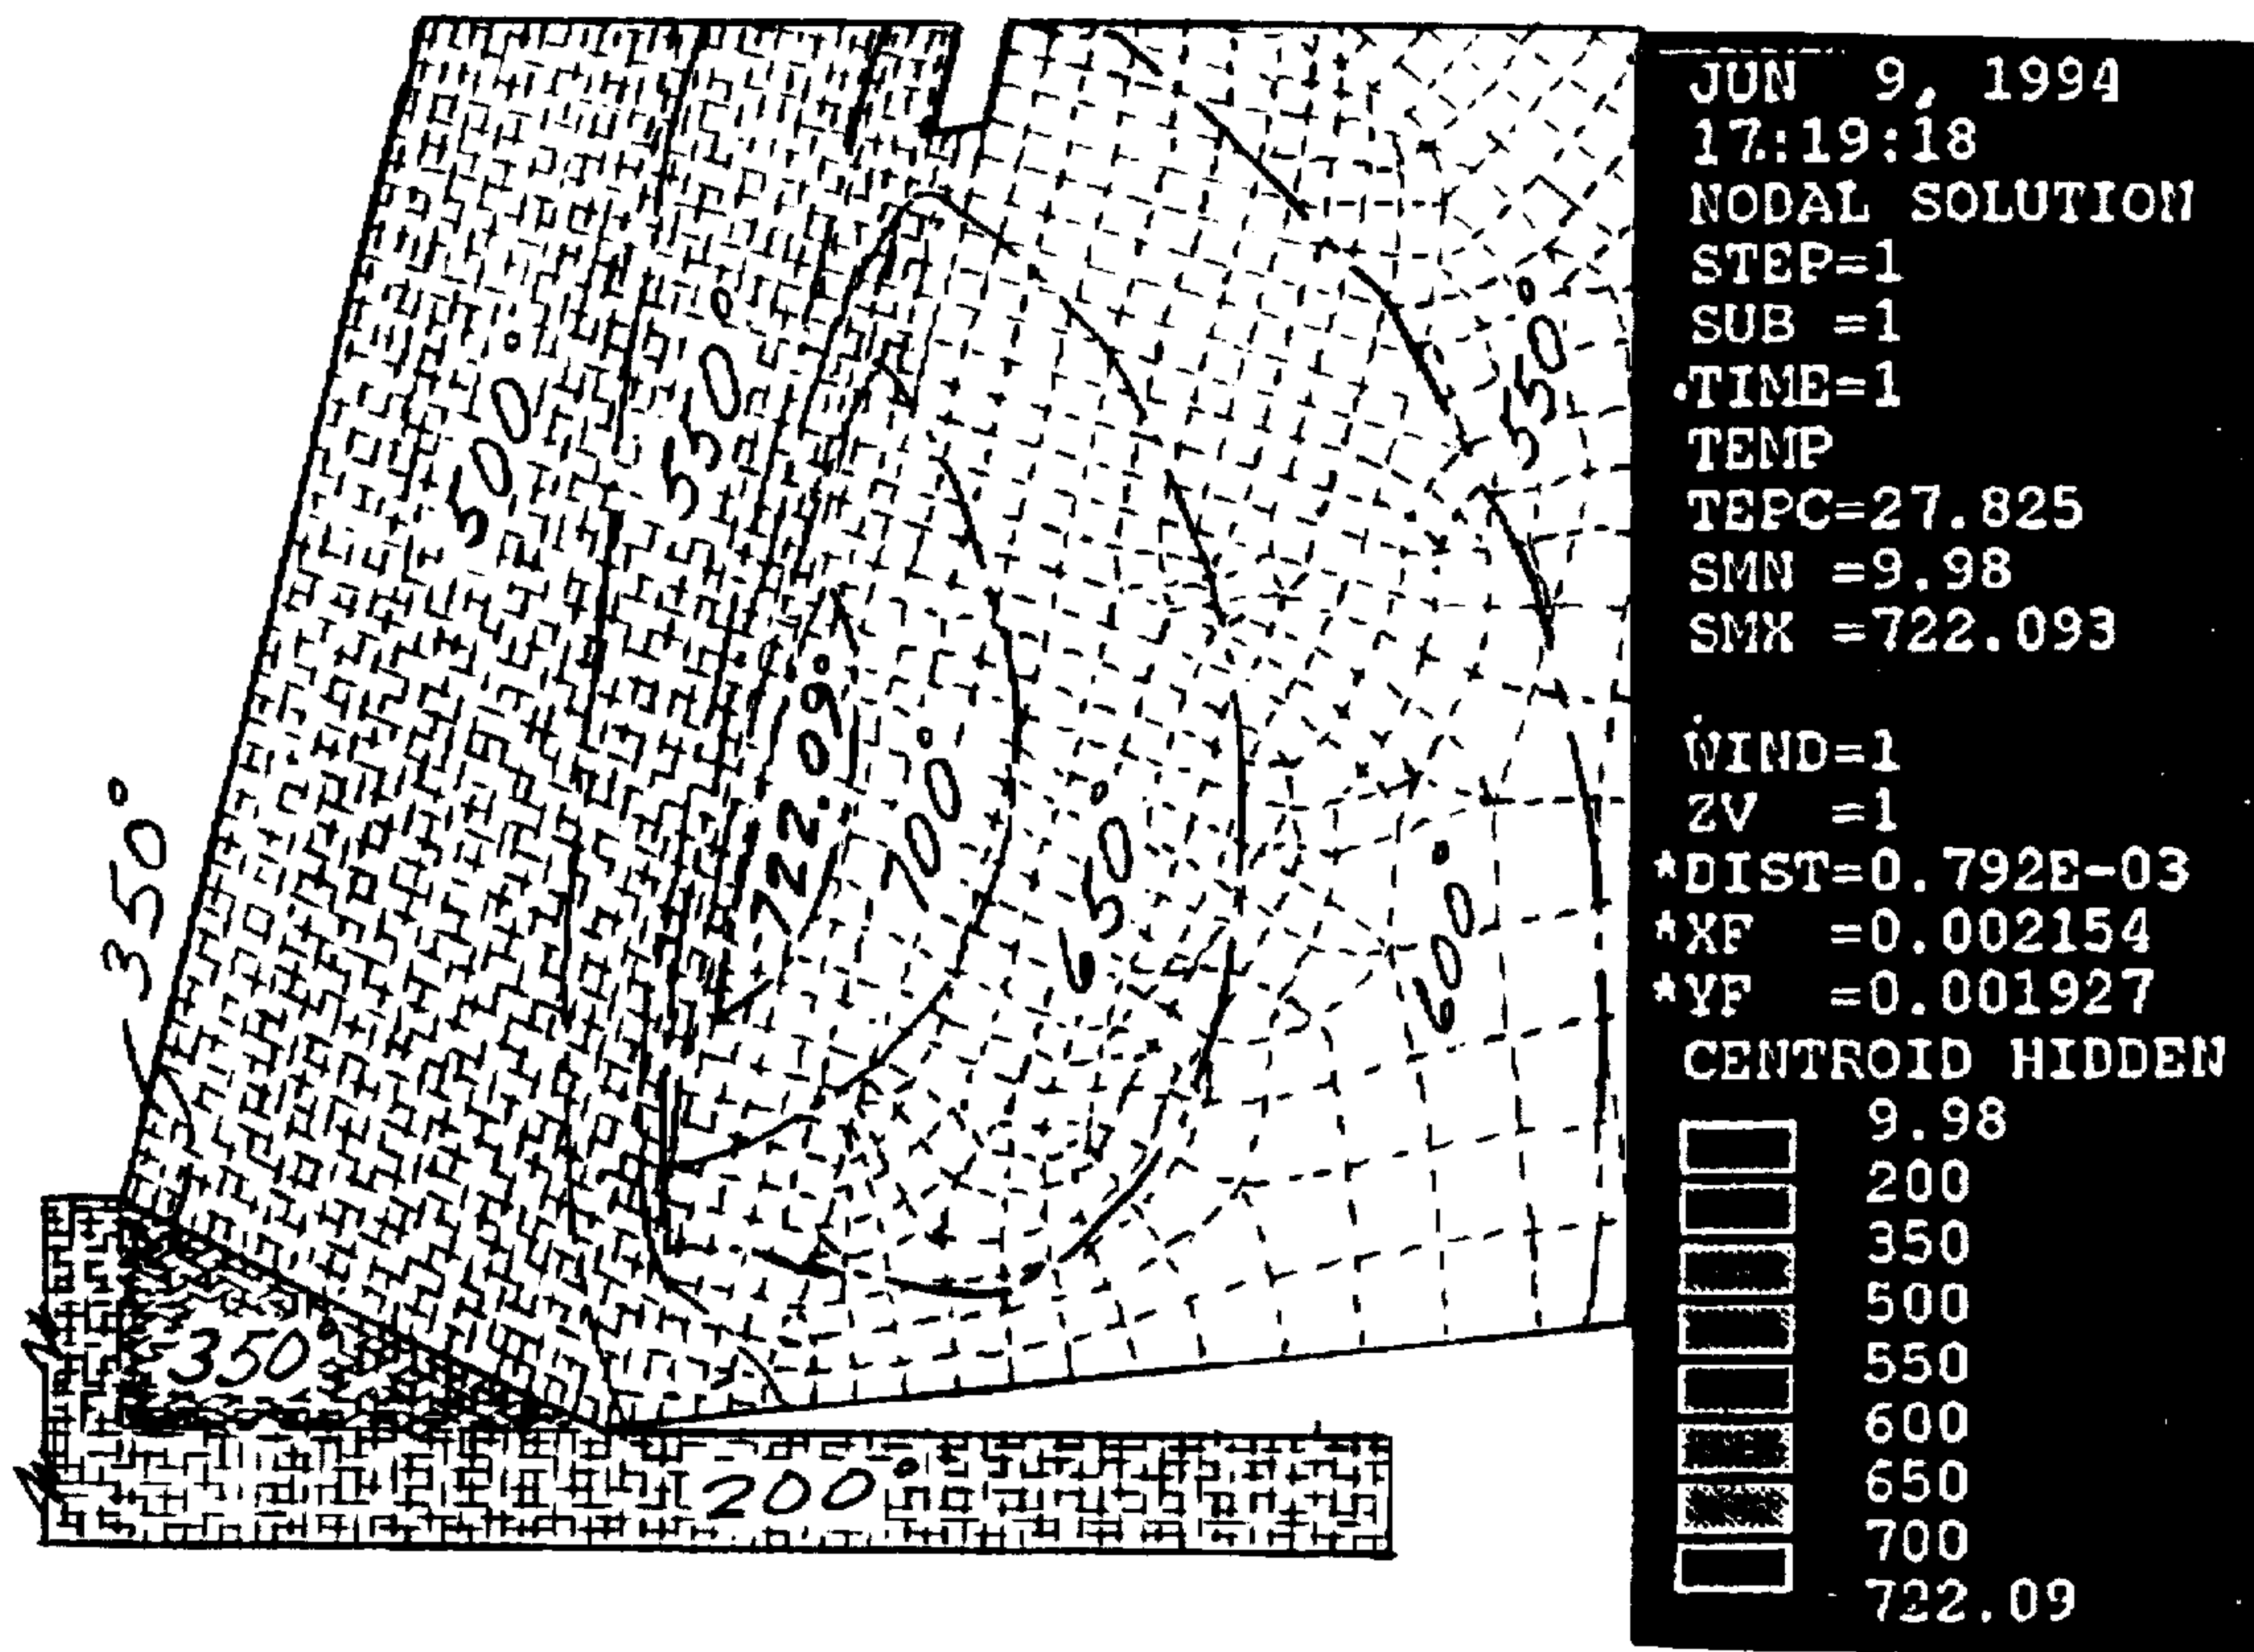 500°
550°
550°
350°
722.09°
700°
650°
600°
350°
200°
JUN 9, 1994
17:19:18
NODAL SOLUTION
STEP=1
SUB =1
TIME=1
TEMP
TEPC=27.825
SMN =9.98
SMX =722.093
WIND=1
ZV =1
*DIST=0.792E-03
*XF =0.002154
*YF =0.001927
CENTROID HIDDEN
9.98
200
350
500
550
600
650
700
722.09